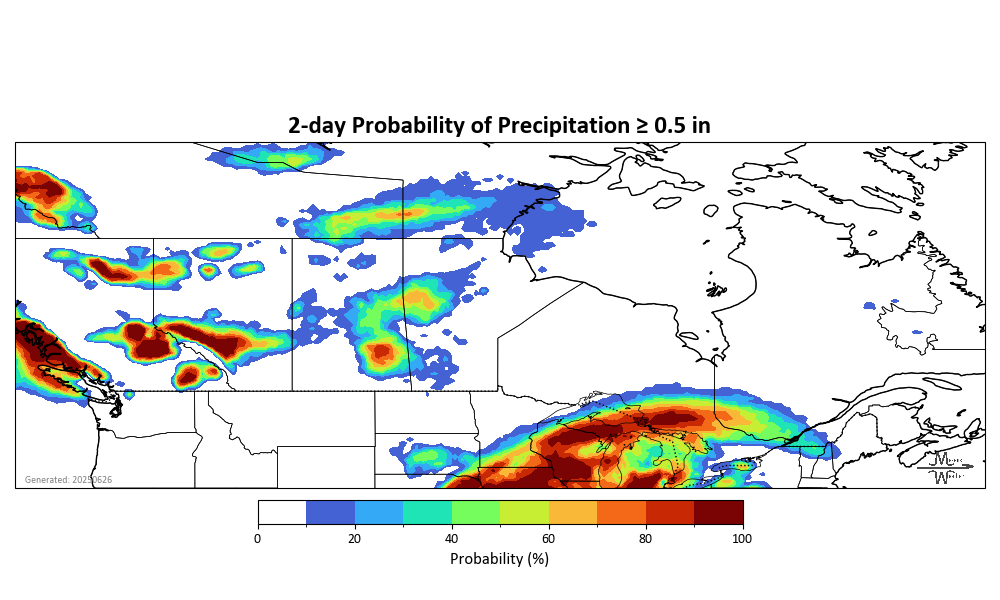 2-day Probability of Precipitation ≥ 0.5 in
Generated: 20250626
0 20 40 60 80 100
Probability (%)